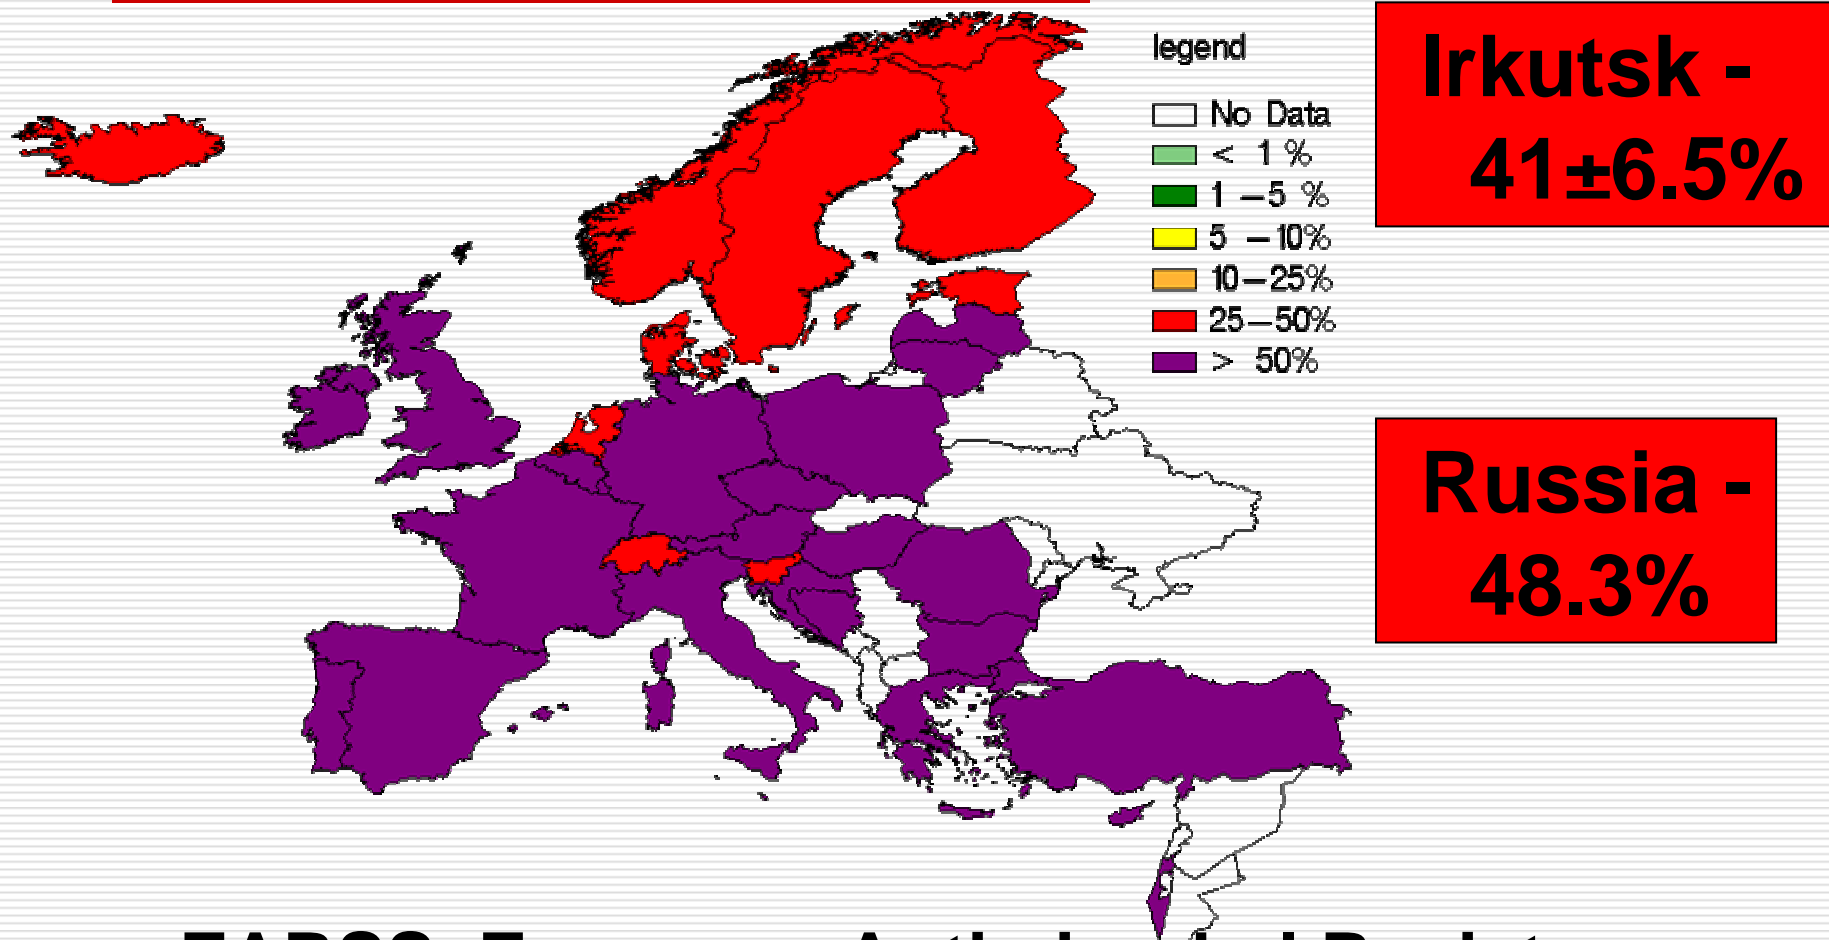 legend
No Data
< 1 %
1 –5 %
5 –10%
10–25%
25–50%
> 50%
Irkutsk -
41±6.5%
Russia -
48.3%